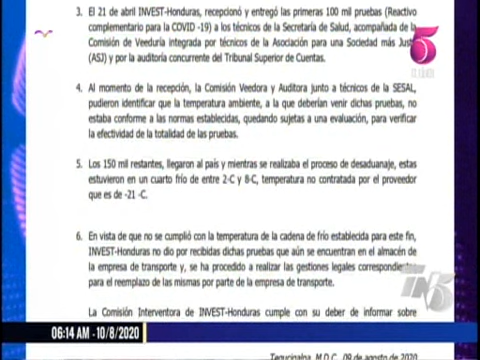 3. El 21 de abril INVEST-Honduras, recepcionó y entregó las primeras 100 mil pruebas (Reactivo
complementario para la COVID -19) a los técnicos de la Secretaría de Salud, acompañada de la
Comisión de Veeduría integrada por técnicos de la Asociación para una Sociedad más Justa
(ASJ) y por la auditoría concurrente del Tribunal Superior de Cuentas.
4. Al momento de la recepción, la Comisión Veedora y Auditora junto a técnicos de la SESAL,
pudieron identificar que la temperatura ambiente, a la que deberían venir dichas pruebas, no
estaba conforme a las normas establecidas, quedando sujetas a una evaluación, para verificar
la efectividad de la totalidad de las pruebas.
5. Los 150 mil restantes, llegaron al país y mientras se realizaba el proceso de desaduanaje, estas
estuvieron en un cuarto frío de entre 2-C y 8-C, temperatura no contratada por el proveedor
que es de -21 -C.
6. En vista de que no se cumplió con la temperatura de la cadena de frío establecida para este fin,
INVEST-Honduras no dio por recibidas dichas pruebas que aún se encuentran en el almacén de
la empresa de transporte y, se ha procedido a realizar las gestiones legales correspondien
para el reemplazo de las mismas por parte de la empresa de transporte.
La Comisión Interventora de INVEST-Honduras cumple con su deber de informar sobre
Tegucigalpa, M.D.C., 09 de agosto de 2020
5
TN5
06:14 AM - 10/8/2020